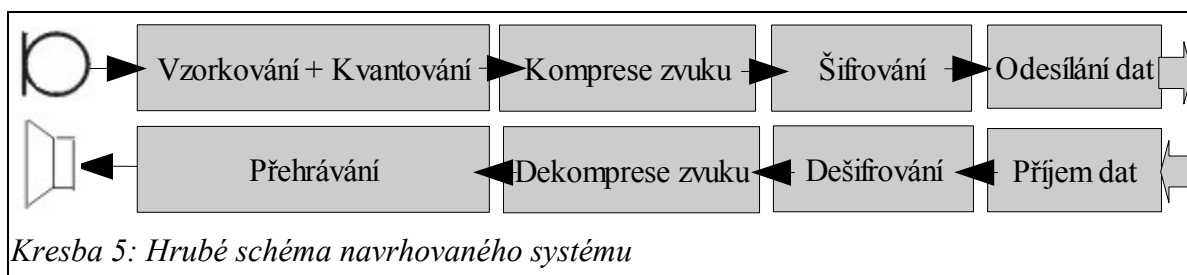 Vzorkování + Kvantování Komprese zvuku Šifrování Odesílání dat
Přehrávání Dekomprese zvuku Dešifrování Příjem dat
Kresba 5: Hrubé schéma navrhovaného systému